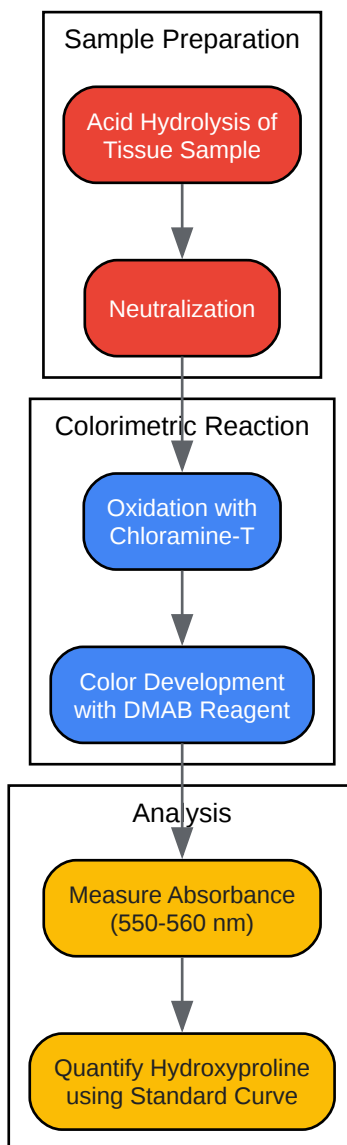 Sample Preparation
Acid Hydrolysis of
Tissue Sample
Neutralization
Colorimetric Reaction
Oxidation with
Chloramine-T
Color Development
with DMAB Reagent
Analysis
Measure Absorbance
(550-560 nm)
Quantify Hydroxyproline
using Standard Curve